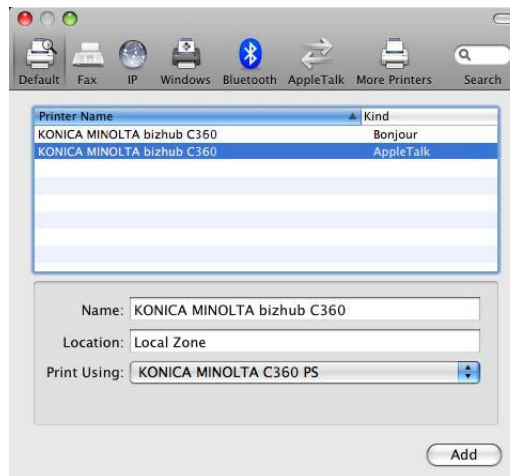 Default Fax IP Windows Bluetooth AppleTalk More Printers Search
Printer Name Kind
KONICA MINOLTA bizhub C360 Bonjour
KONICA MINOLTA bizhub C360 AppleTalk
Name: KONICA MINOLTA bizhub C360
Location: Local Zone
Print Using: KONICA MINOLTA C360 PS
Add